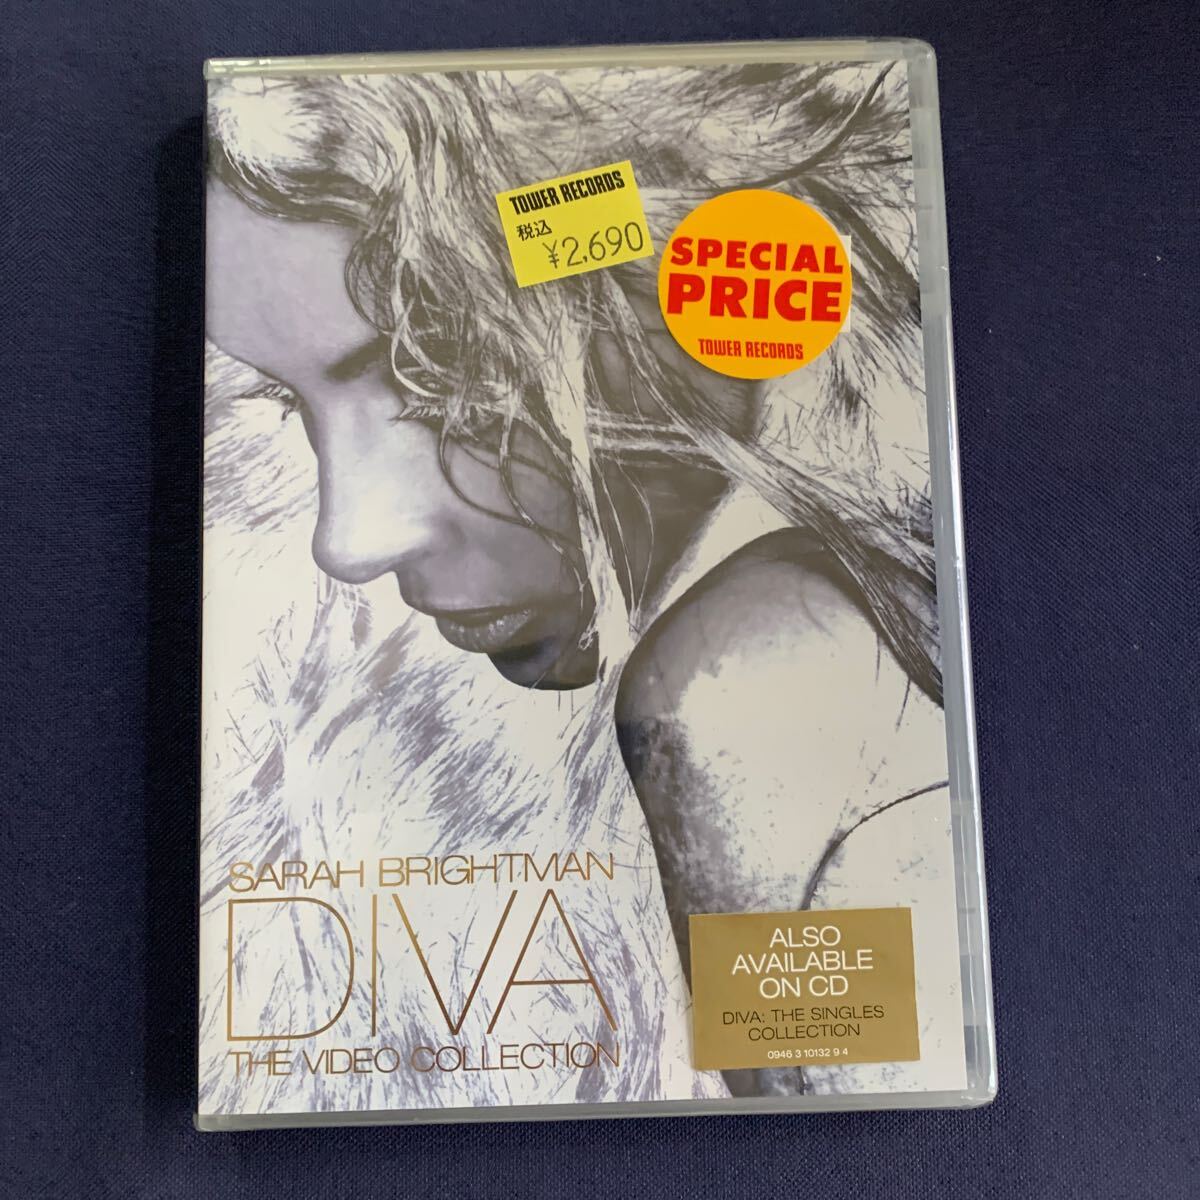 TOWER RECORDS
税込
¥2,690
SPECIAL
PRICE
TOWER RECORDS
SARAH BRIGHTMAN
DIVA
THE VIDEO COLLECTION
ALSO
AVAILABLE
ON CD
DIVA: THE SINGLES
COLLECTION
0946 3 10132 9 4